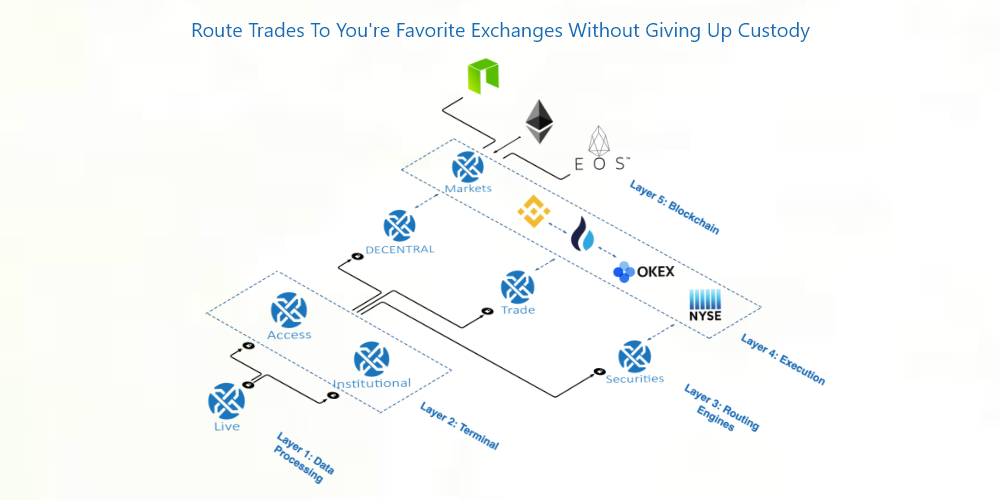 Route Trades To You're Favorite Exchanges Without Giving Up Custody
EOS™
Layer 5: Blockchain
Markets
DECENTRAL
OKEX
NYSE
Trade
Layer 4: Execution
Access
Institutional
Securities
Layer 3: Routing
Engines
Live
Layer 2: Terminal
Layer 1: Data
Processing